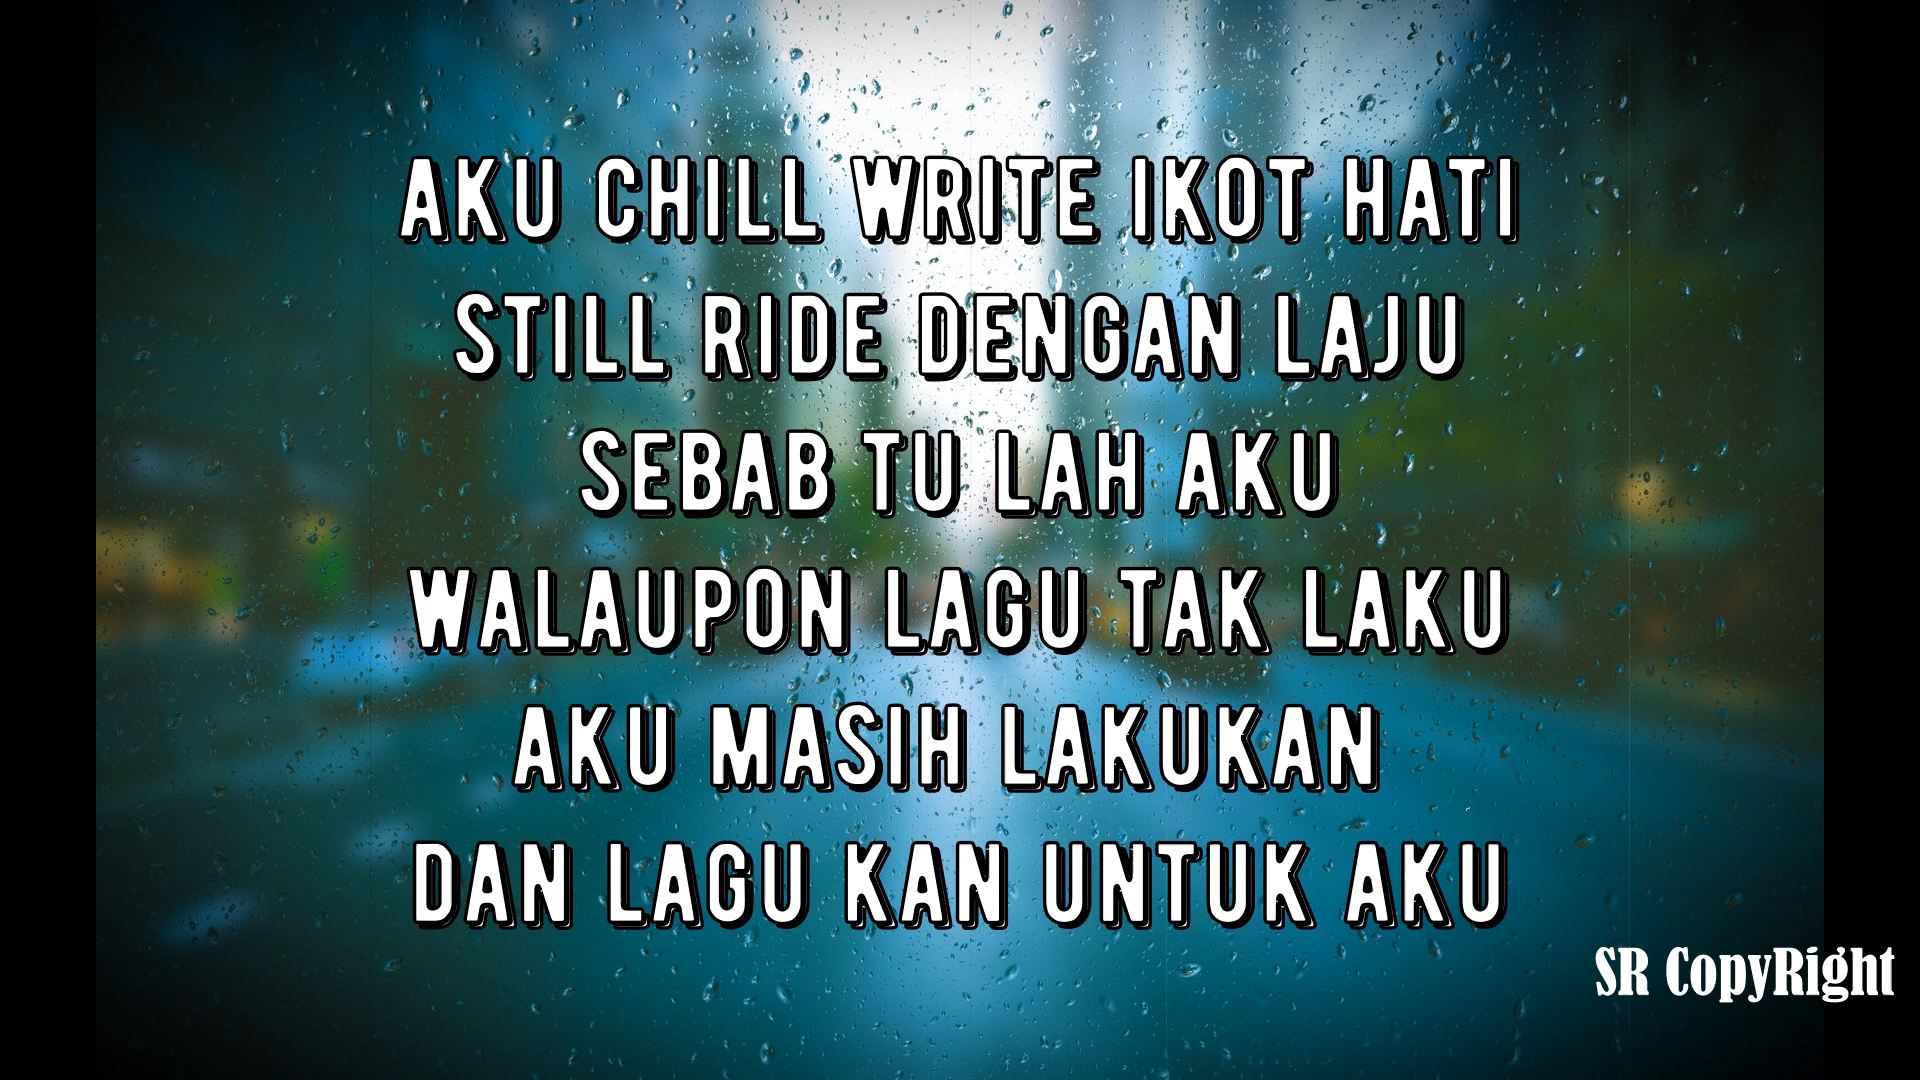 AKU CHILL WRITE IKOT HATI
STILL RIDE DENGAN LAJU
SEBAB TU LAH AKU
WALAUPON LAGU TAK LAKU
AKU MASIH LAKUKAN
DAN LAGU KAN UNTUK AKU
SR CopyRight